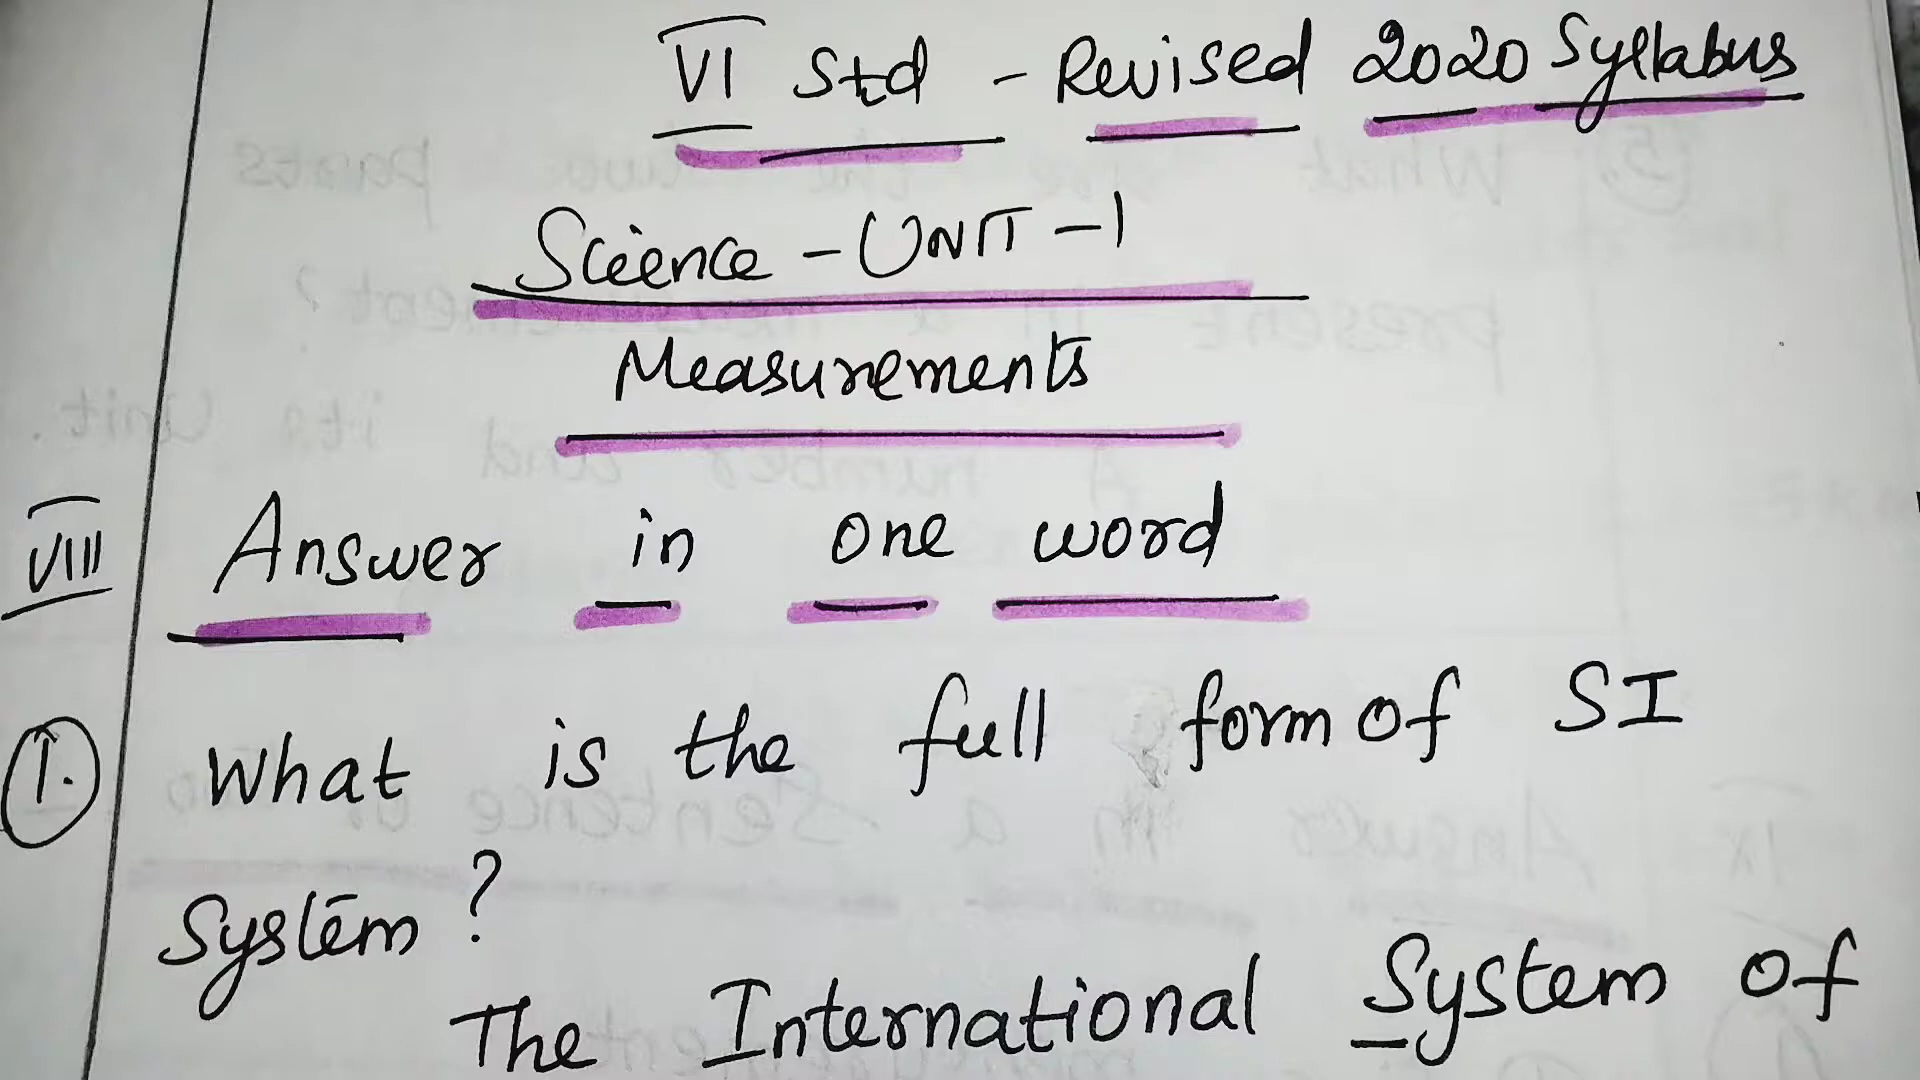 VI Std - Revised 2020 Syllabus
Science - UNIT - 1
Measurements
VIII Answer in one word
1. What is the full form of SI
System?
The International System of